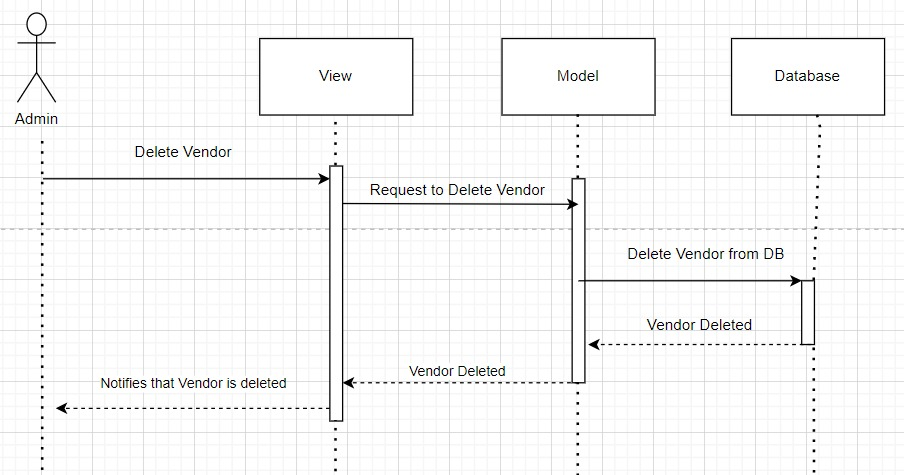 View
Model
Database
Admin
Delete Vendor
Request to Delete Vendor
Delete Vendor from DB
Vendor Deleted
Vendor Deleted
Notifies that Vendor is deleted